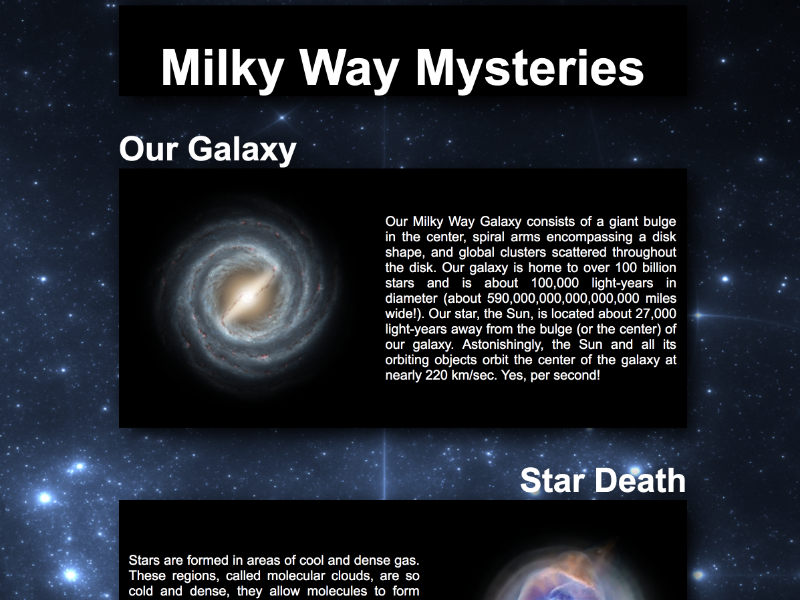 Milky Way Mysteries
Our Galaxy
Our Milky Way Galaxy consists of a giant bulge
in the center, spiral arms encompassing a disk
shape, and global clusters scattered throughout
the disk. Our galaxy is home to over 100 billion
stars and is about 100,000 light-years in
diameter (about 590,000,000,000,000,000 miles
wide!). Our star, the Sun, is located about 27,000
light-years away from the bulge (or the center) of
our galaxy. Astonishingly, the Sun and all its
orbiting objects orbit the center of the galaxy at
nearly 220 km/sec. Yes, per second!
Star Death
Stars are formed in areas of cool and dense gas.
These regions, called molecular clouds, are so
cold and dense, they allow molecules to form